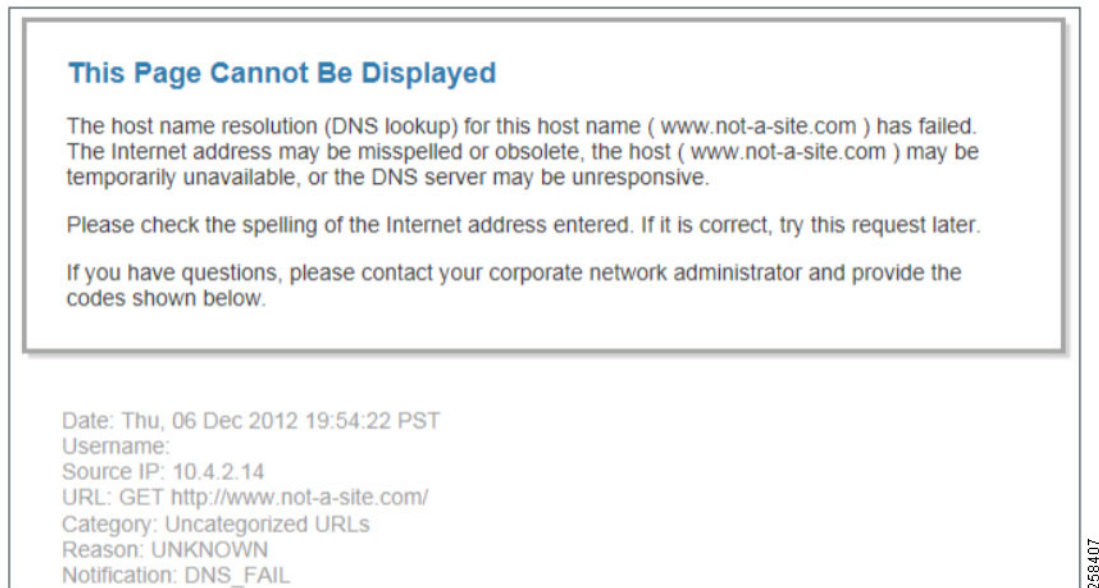 This Page Cannot Be Displayed
The host name resolution (DNS lookup) for this host name ( www.not-a-site.com ) has failed.
The Internet address may be misspelled or obsolete, the host ( www.not-a-site.com ) may be
temporarily unavailable, or the DNS server may be unresponsive.
Please check the spelling of the Internet address entered. If it is correct, try this request later.
If you have questions, please contact your corporate network administrator and provide the
codes shown below.
Date: Thu, 06 Dec 2012 19:54:22 PST
Username:
Source IP: 10.4.2.14
URL: GET http://www.not-a-site.com/
Category: Uncategorized URLs
Reason: UNKNOWN
Notification: DNS_FAIL
258407